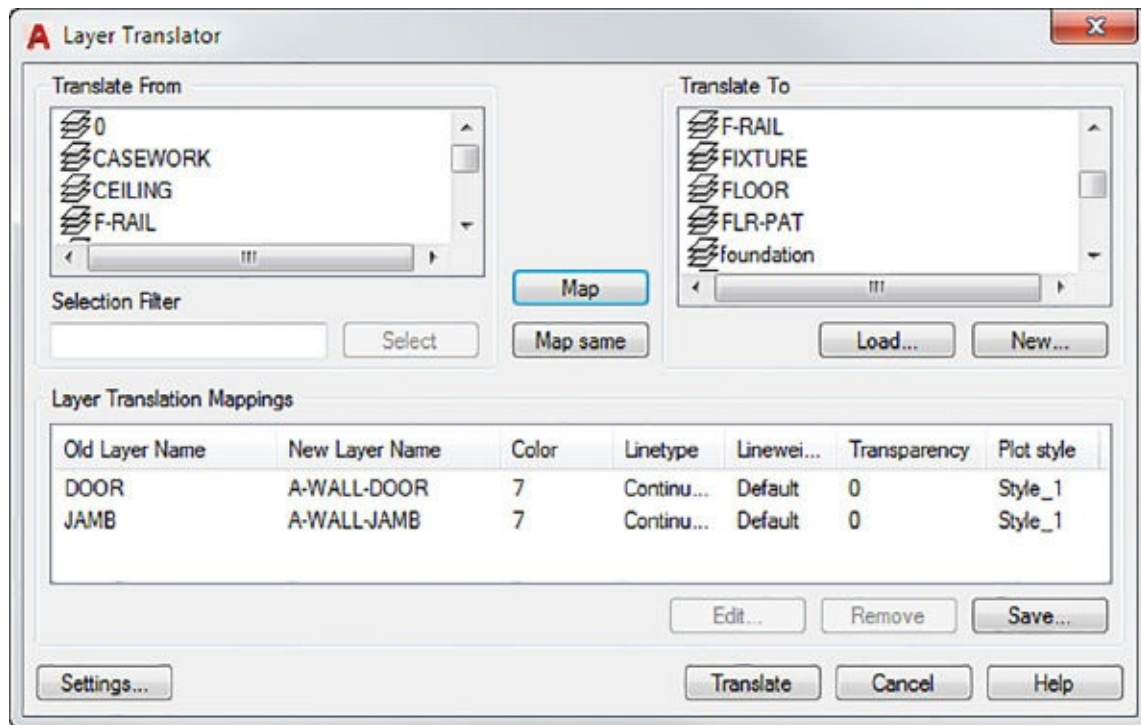 A Layer Translator
Translate From
0
CASEWORK
CEILING
F-RAIL
Selection Filter
Select
Map
Map same
Translate To
F-RAIL
FIXTURE
FLOOR
FLR-PAT
foundation
Load...
New...
Layer Translation Mappings
Old Layer Name New Layer Name Color Linetype Linewei... Transparency Plot style
DOOR A-WALL-DOOR 7 Continu... Default 0 Style_1
JAMB A-WALL-JAMB 7 Continu... Default 0 Style_1
Edit... Remove Save...
Settings... Translate Cancel Help